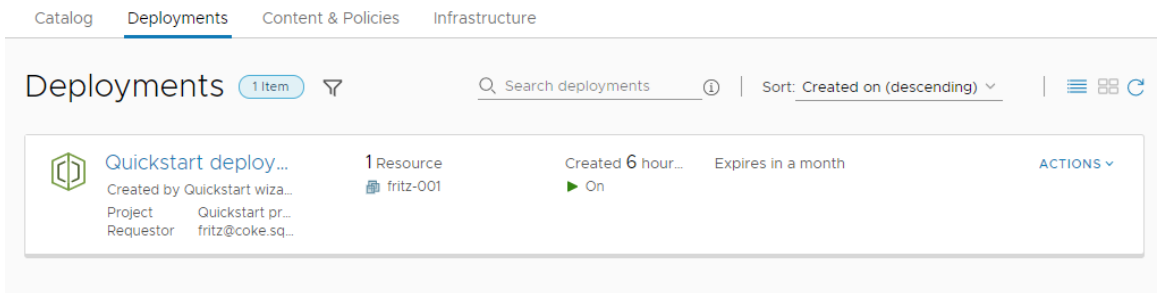 Catalog Deployments Content & Policies Infrastructure
Deployments 1 Item Search deployments Sort: Created on (descending)
Quickstart deploy... 1 Resource Created 6 hour... Expires in a month ACTIONS
Created by Quickstart wiza... fritz-001 On
Project Quickstart pr...
Requestor fritz@coke.sq...